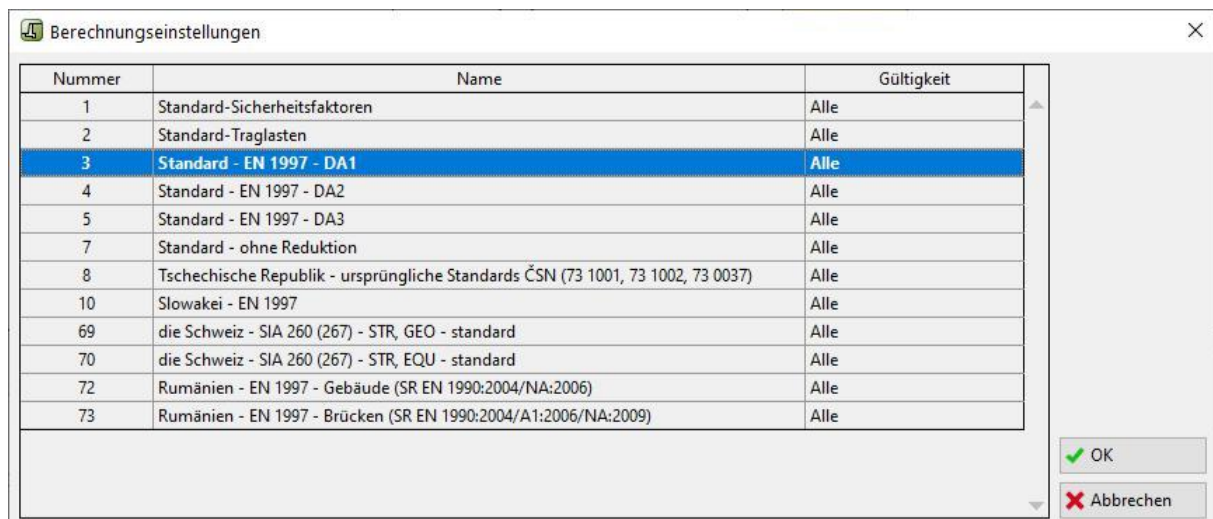 Berechnungseinstellungen
Nummer Name Gültigkeit
1 Standard-Sicherheitsfaktoren Alle
2 Standard-Traglasten Alle
3 Standard - EN 1997 - DA1 Alle
4 Standard - EN 1997 - DA2 Alle
5 Standard - EN 1997 - DA3 Alle
7 Standard - ohne Reduktion Alle
8 Tschechische Republik - ursprüngliche Standards ČSN (73 1001, 73 1002, 73 0037) Alle
10 Slowakei - EN 1997 Alle
69 die Schweiz - SIA 260 (267) - STR, GEO - standard Alle
70 die Schweiz - SIA 260 (267) - STR, EQU - standard Alle
72 Rumänien - EN 1997 - Gebäude (SR EN 1990:2004/NA:2006) Alle
73 Rumänien - EN 1997 - Brücken (SR EN 1990:2004/A1:2006/NA:2009) Alle
OK
Abbrechen